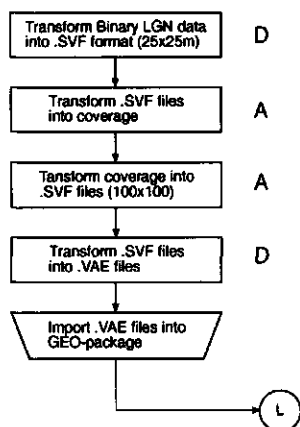 Transform Binary LGN data
into .SVF format (25x25m)
D
Transform .SVF files
into coverage
A
Tansform coverage into
.SVF files (100x100)
A
Transform .SVF files
into .VAE files
D
Import .VAE files into
GEO-package
L